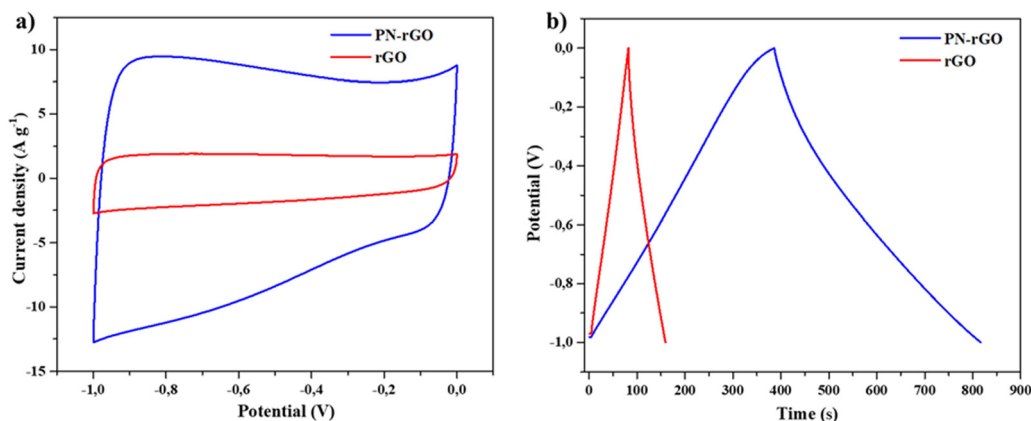 a)
PN-rGO
rGO
10
5
0
-5
-10
-15
Current density (A g⁻¹)
-1,0
-0,8
-0,6
-0,4
-0,2
0,0
Potential (V)
b)
PN-rGO
rGO
0,0
-0,2
-0,4
-0,6
-0,8
-1,0
Potential (V)
0
100
200
300
400
500
600
700
800
900
Time (s)